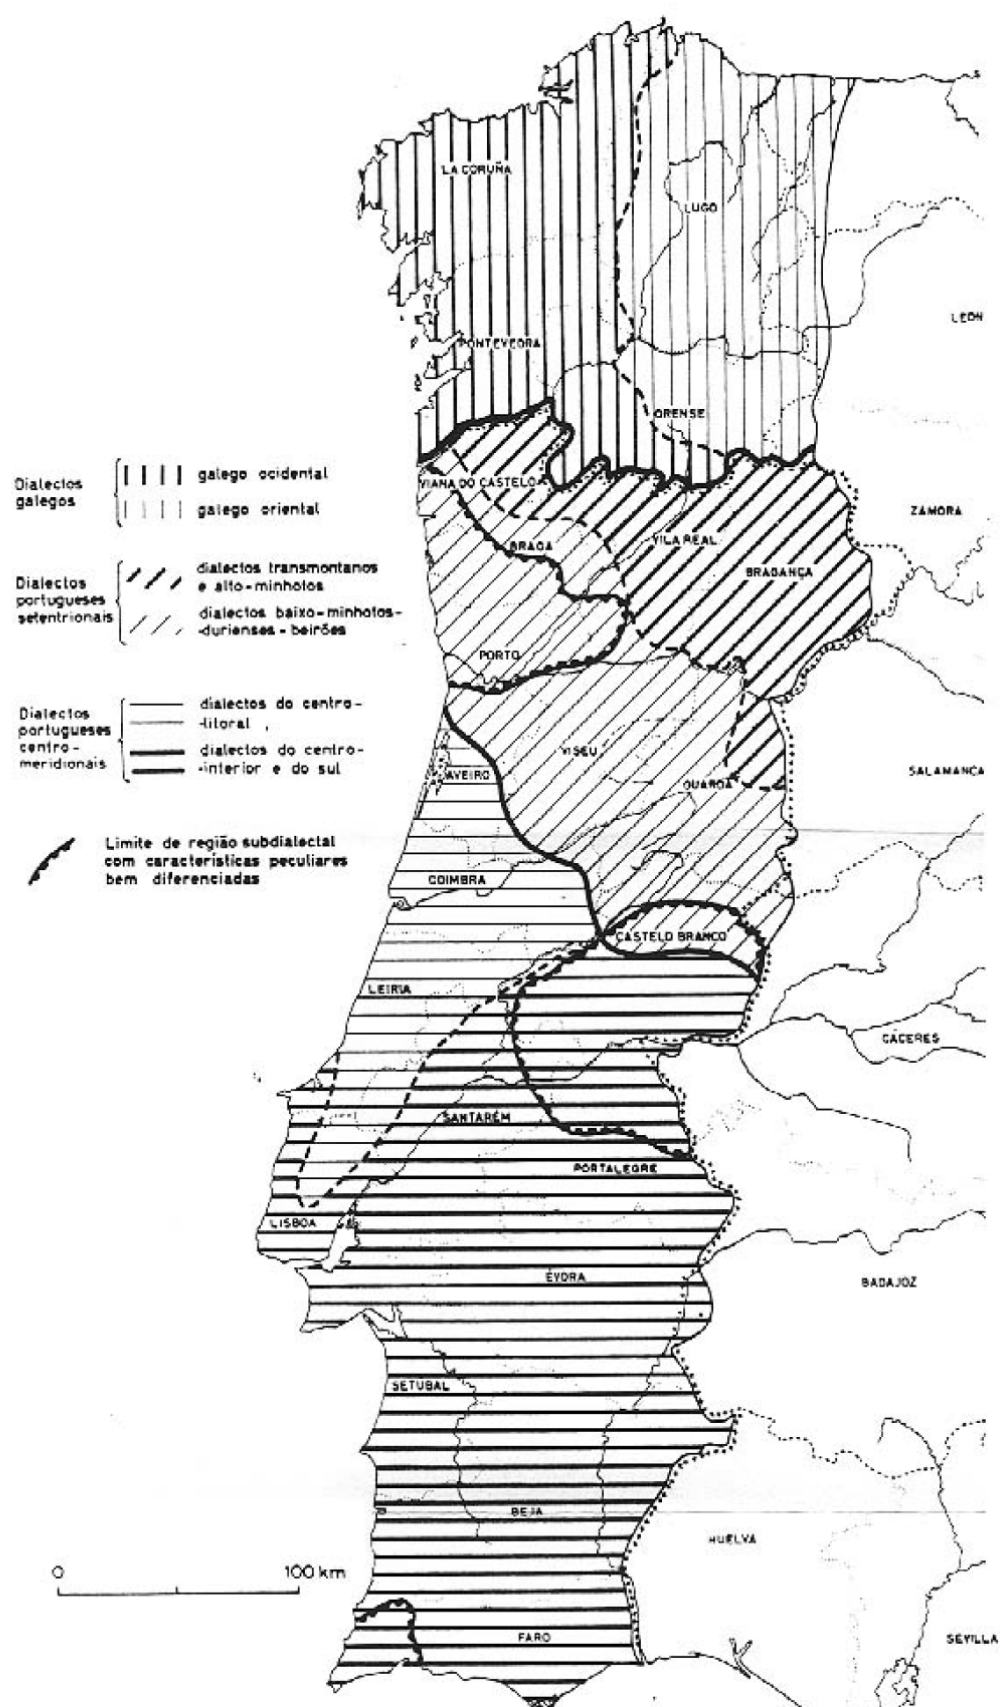 LA CORUÑA
LUGO
LEON
PONTEVEDRA
ORENSE
Dialectos
galegos
galego ocidental
galego oriental
VIANA DO CASTELO
ZAMORA
BRAGA
VILA REAL
BRAGANÇA
Dialectos
portugueses
setentrionais
dialectos transmontanos
e alto-minhotos
dialectos baixo-minhotos-
-durienses-beirões
PORTO
Dialectos
portugueses
centro-
meridionais
dialectos do centro-
-litoral
dialectos do centro-
-interior e do sul
VISEU
AVEIRO
GUARDA
SALAMANCA
Limite de região subdialectal
com características peculiares
bem diferenciadas
COIMBRA
CASTELO BRANCO
LEIRIA
CÁCERES
SANTARÉM
PORTALEGRE
LISBOA
ÉVORA
BADAJOZ
SETÚBAL
BEJA
HUELVA
0 100 km
FARO
SEVILLA